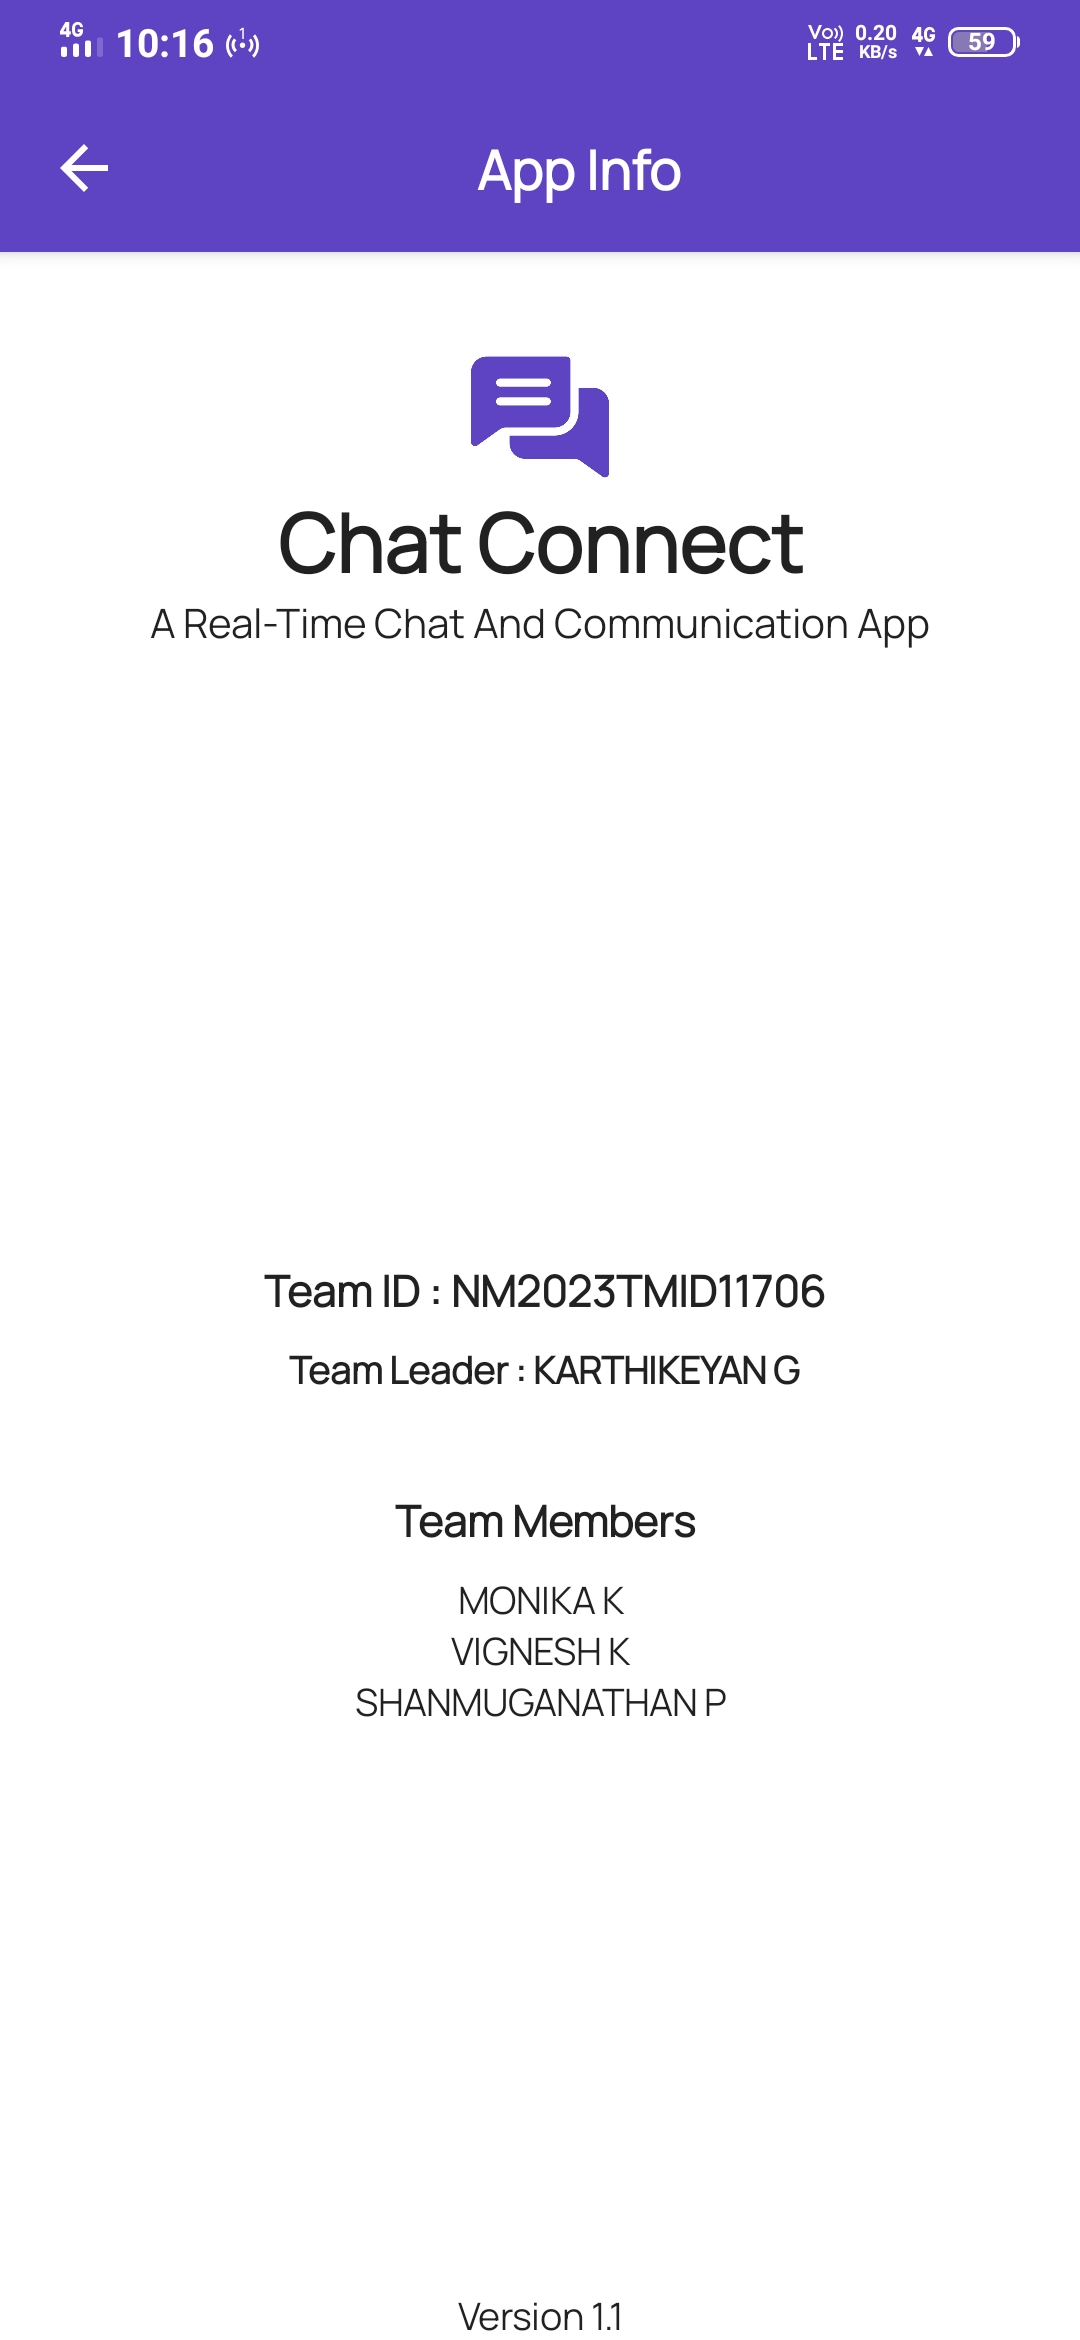 4G 10:16 1 Vo)) LTE 0.20 KB/s 4G 59
App Info
Chat Connect
A Real-Time Chat And Communication App
Team ID : NM2023TMID11706
Team Leader : KARTHIKEYAN G
Team Members
MONIKA K
VIGNESH K
SHANMUGANATHAN P
Version 1.1